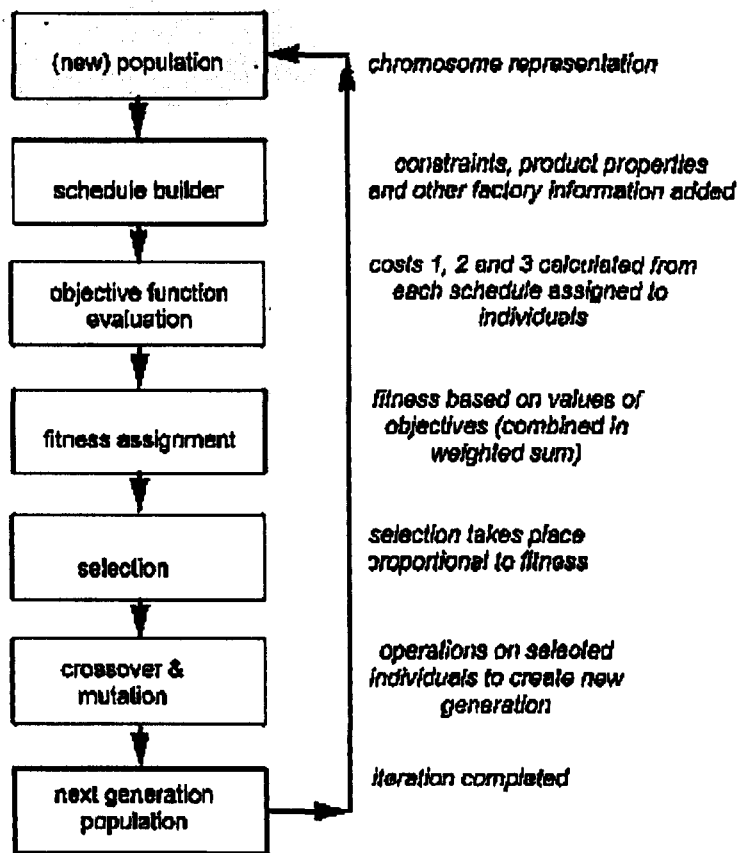 (new) population
chromosome representation
schedule builder
constraints, product properties
and other factory information added
objective function
evaluation
costs 1, 2 and 3 calculated from
each schedule assigned to
individuals
fitness assignment
fitness based on values of
objectives (combined in
weighted sum)
selection
selection takes place
proportional to fitness
crossover &
mutation
operations on selected
individuals to create new
generation
next generation
population
iteration completed